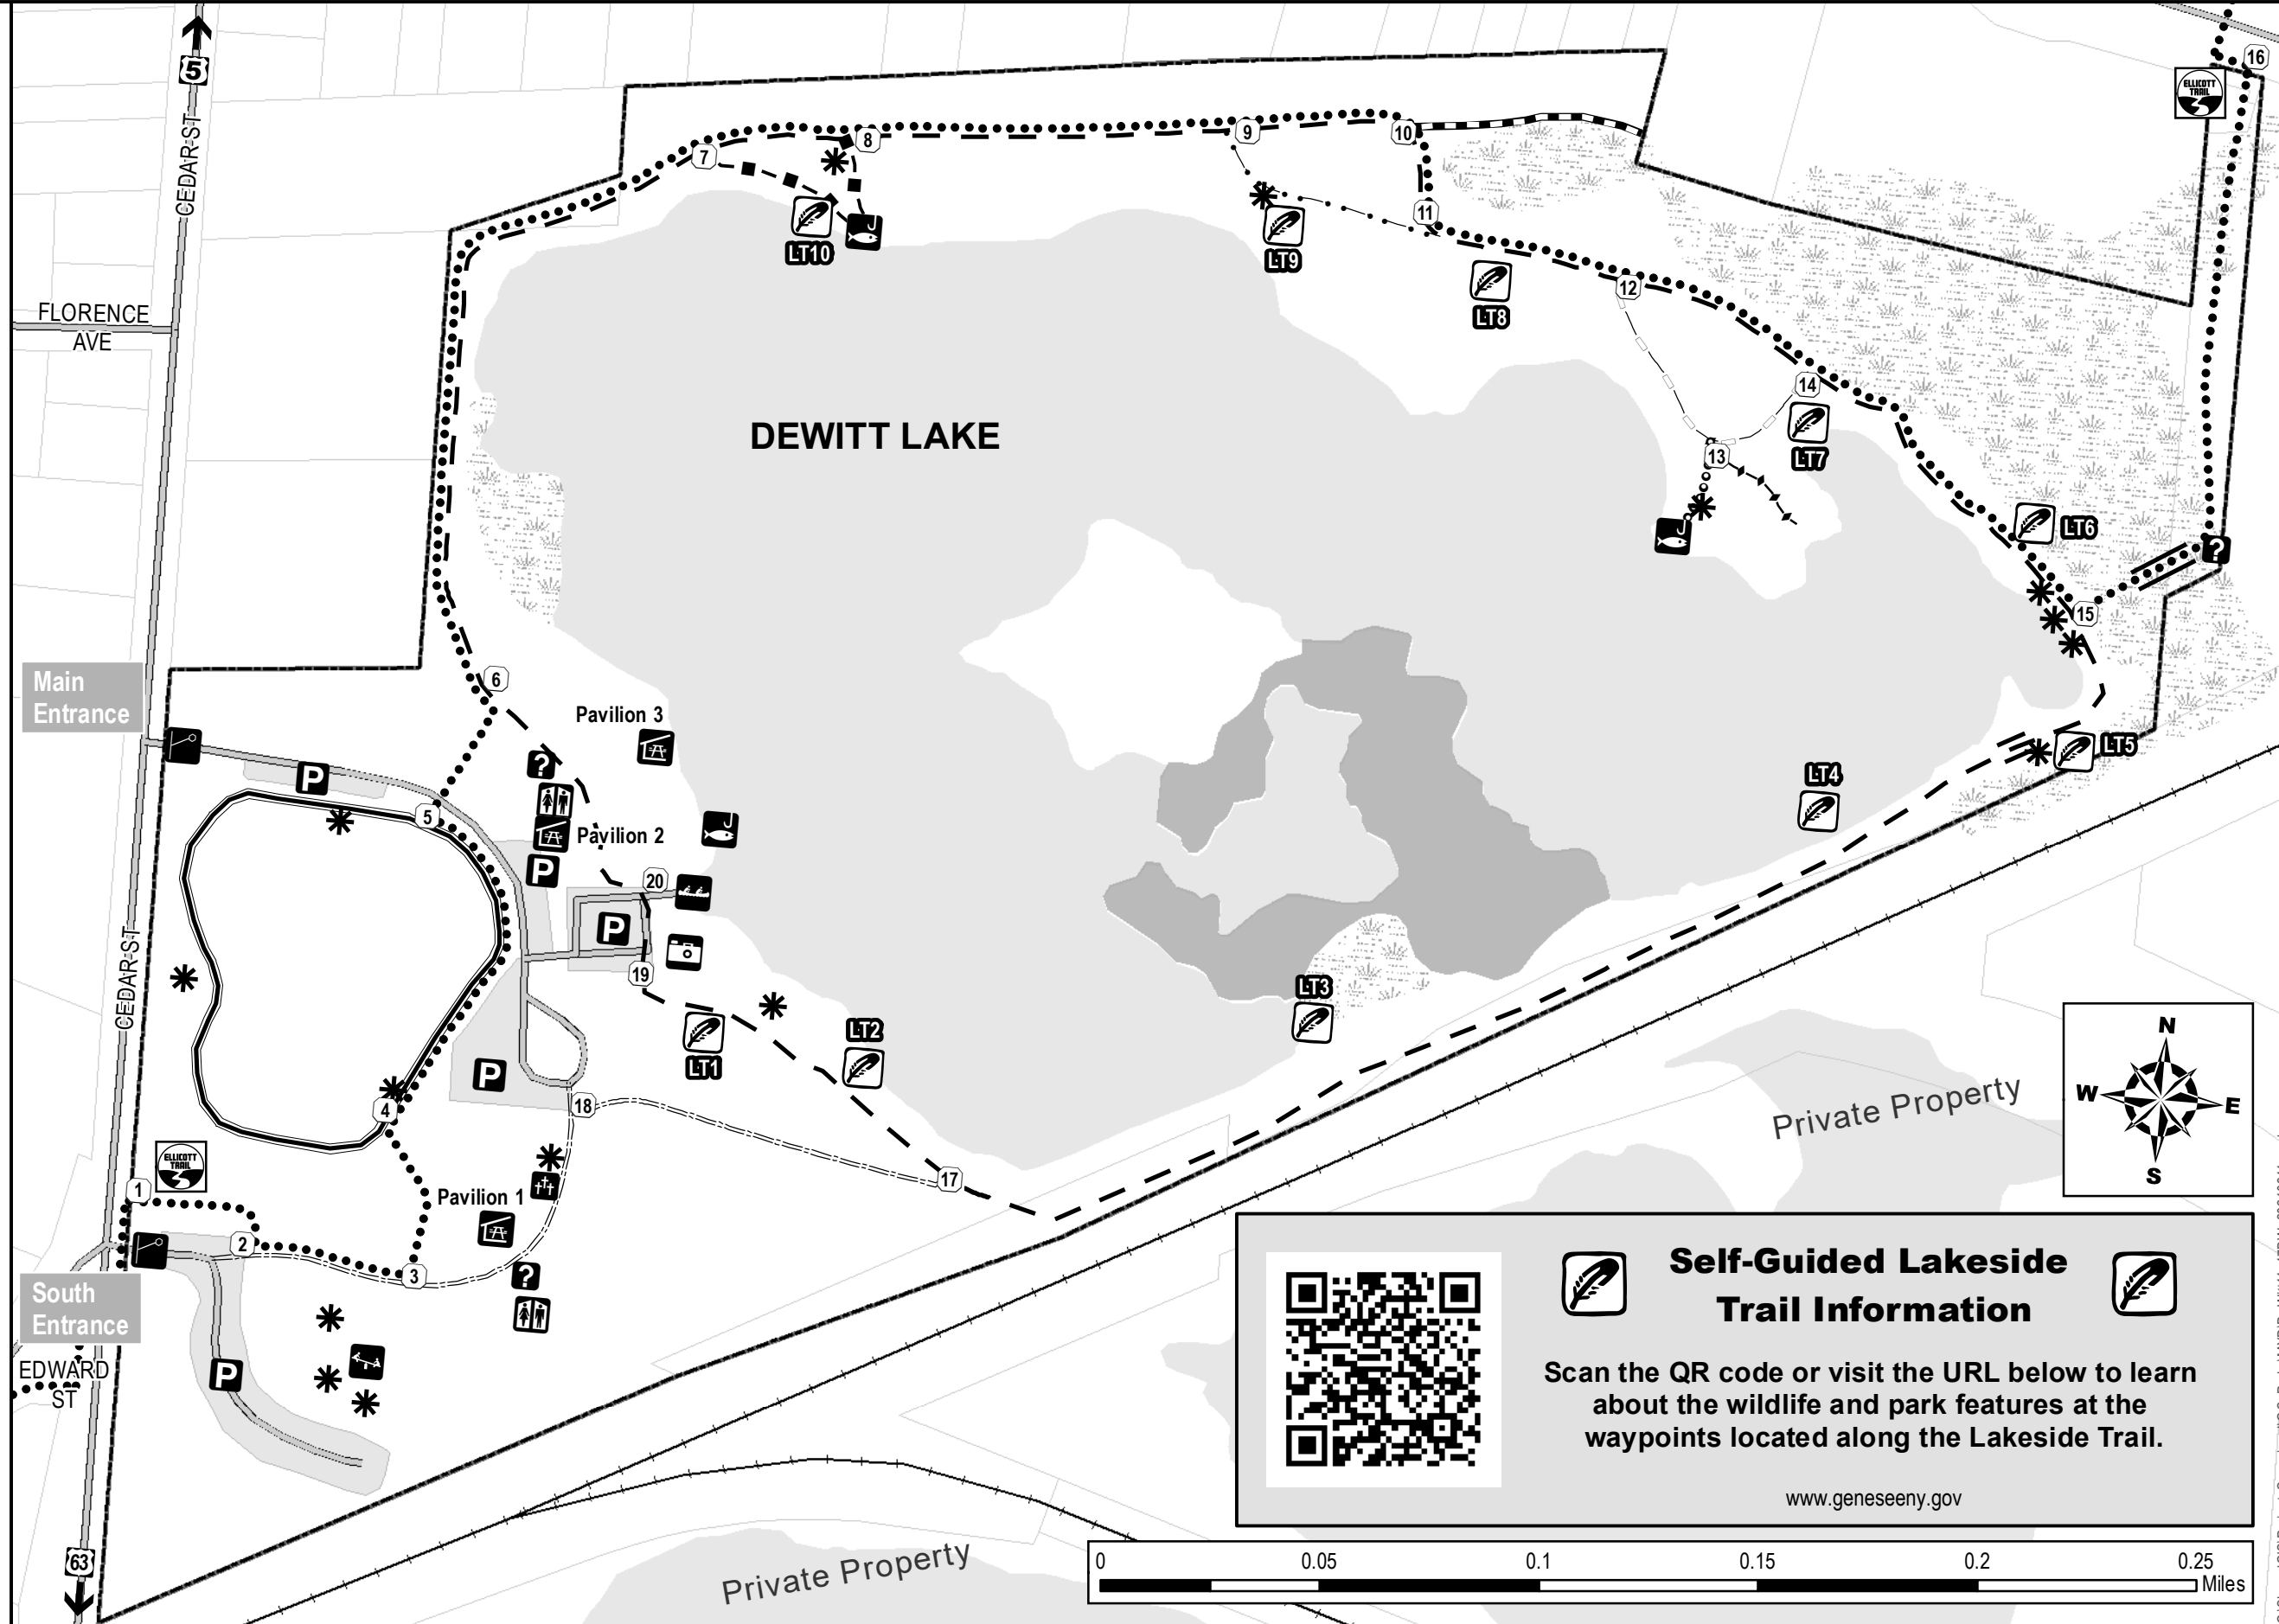 5
CEDAR ST
FLORENCE
AVE
DEWITT LAKE
ELLICOTT
TRAIL
16
7
8
9
10
11
12
13
14
15
6
LT10
LT9
LT8
LT7
LT6
LT5
LT4
LT3
LT2
LT1
Main
Entrance
P
5
?
Pavilion 3
Pavilion 2
P
20
P
19
?
CEDAR ST
P
4
18
17
ELLICOTT
TRAIL
1
2
3
Pavilion 1
?
South
Entrance
EDWARD
ST
P
63
Private Property
Private Property
N
W
E
S
Self-Guided Lakeside
Trail Information
Scan the QR code or visit the URL below to learn
about the wildlife and park features at the
waypoints located along the Lakeside Trail.
www.geneseeny.gov
0 0.05 0.1 0.15 0.2 0.25
Miles